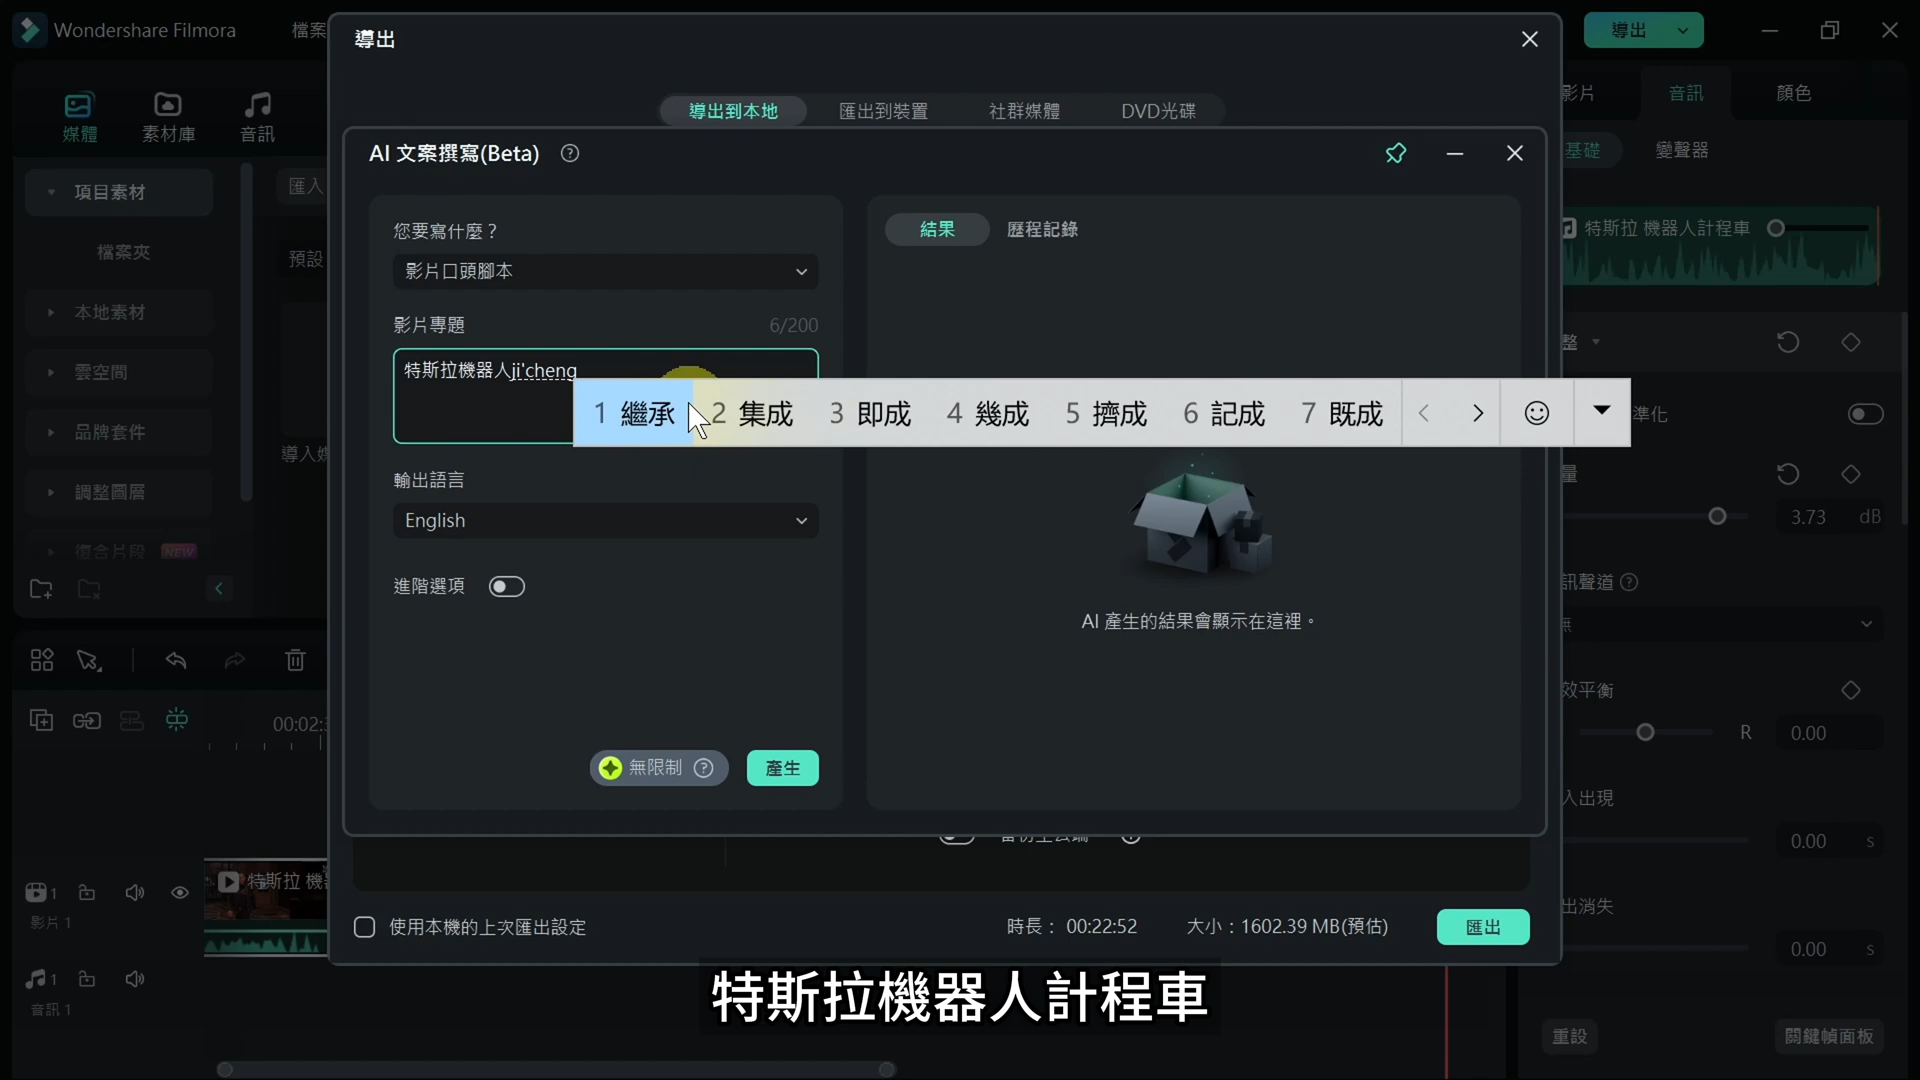 Wondershare Filmora
檔案
導出
導出
媒體
素材庫
音訊
影片
音訊
顏色
導出到本地
匯出到裝置
社群媒體
DVD光碟
AI 文案撰寫(Beta)
基礎
變聲器
項目素材
匯入
您要寫什麼？
結果
歷程記錄
特斯拉 機器人計程車
檔案夾
預設
影片口頭腳本
本地素材
影片專題
6/200
整
雲空間
特斯拉機器人ji'cheng
1 繼承 2 集成 3 即成 4 幾成 5 擠成 6 記成 7 既成
準化
品牌套件
導入媒
輸出語言
量
調整圖層
English
3.73 dB
復合片段 NEW
進階選項
訊聲道
AI 產生的結果會顯示在這裡。
無
效平衡
00:02:
R
0.00
無限制
產生
入出現
0.00 s
特斯拉 機
1
影片 1
使用本機的上次匯出設定
時長： 00:22:52
大小：1602.39 MB(預估)
匯出
出消失
0.00 s
1
音訊 1
特斯拉機器人計程車
重設
關鍵幀面板